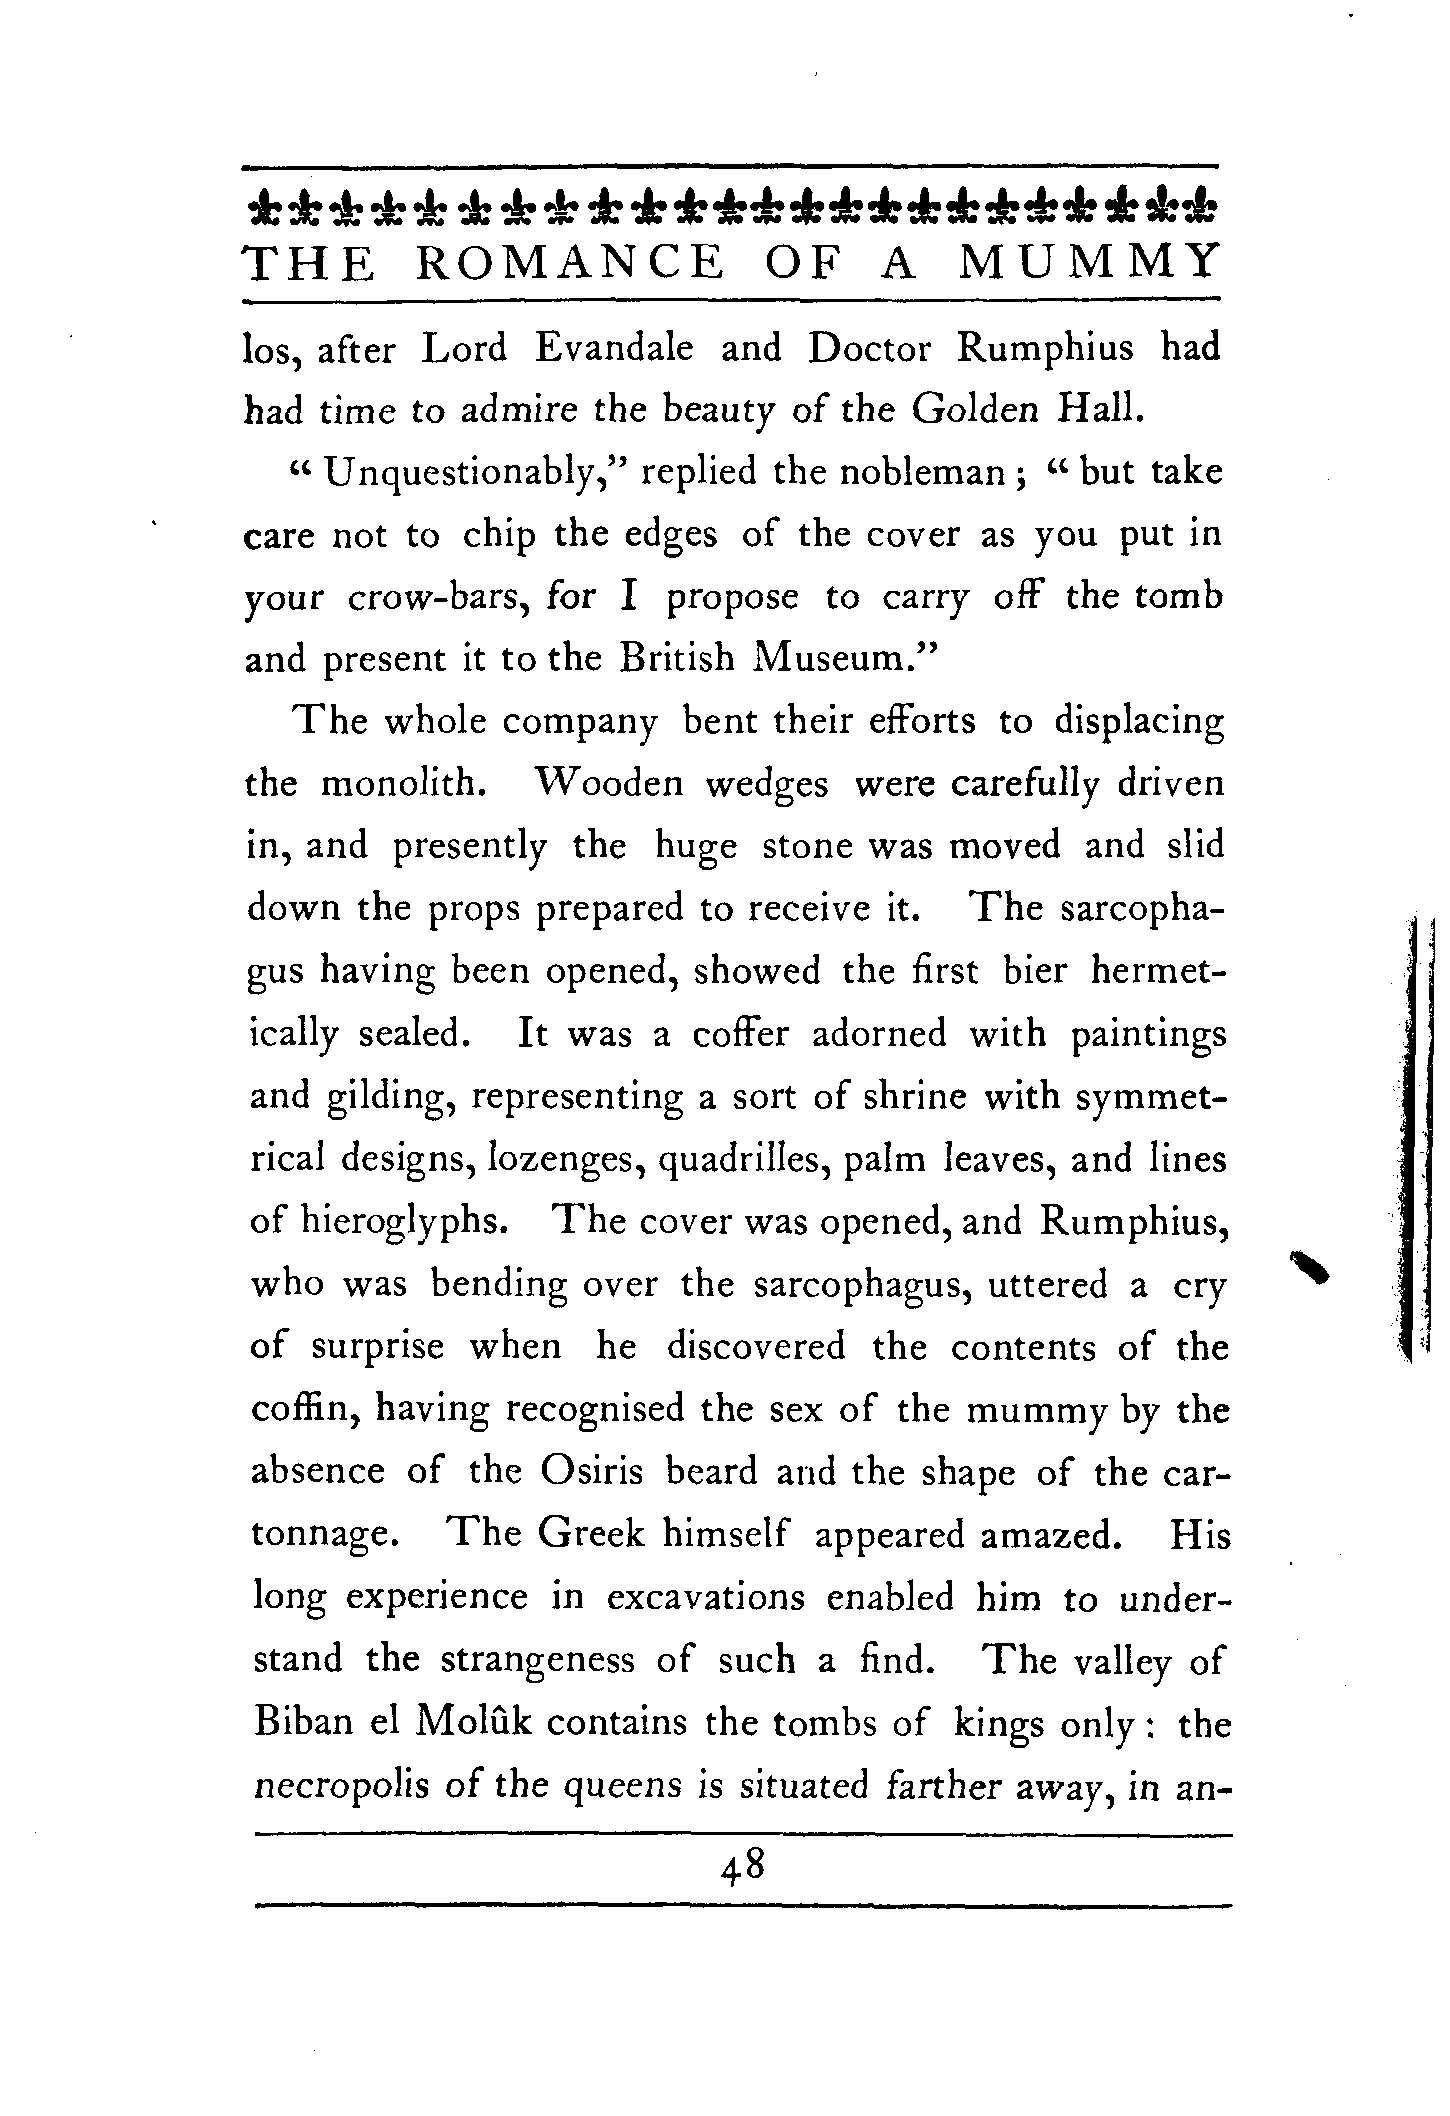 THE ROMANCE OF A MUMMY
los, after Lord Evandale and Doctor Rumphius had
had time to admire the beauty of the Golden Hall.
“ Unquestionably,” replied the nobleman ; “ but take
care not to chip the edges of the cover as you put in
your crow-bars, for I propose to carry off the tomb
and present it to the British Museum.”
The whole company bent their efforts to displacing
the monolith. Wooden wedges were carefully driven
in, and presently the huge stone was moved and slid
down the props prepared to receive it. The sarcopha-
gus having been opened, showed the first bier hermet-
ically sealed. It was a coffer adorned with paintings
and gilding, representing a sort of shrine with symmet-
rical designs, lozenges, quadrilles, palm leaves, and lines
of hieroglyphs. The cover was opened, and Rumphius,
who was bending over the sarcophagus, uttered a cry
of surprise when he discovered the contents of the
coffin, having recognised the sex of the mummy by the
absence of the Osiris beard and the shape of the car-
tonnage. The Greek himself appeared amazed. His
long experience in excavations enabled him to under-
stand the strangeness of such a find. The valley of
Biban el Molûk contains the tombs of kings only : the
necropolis of the queens is situated farther away, in an-
48